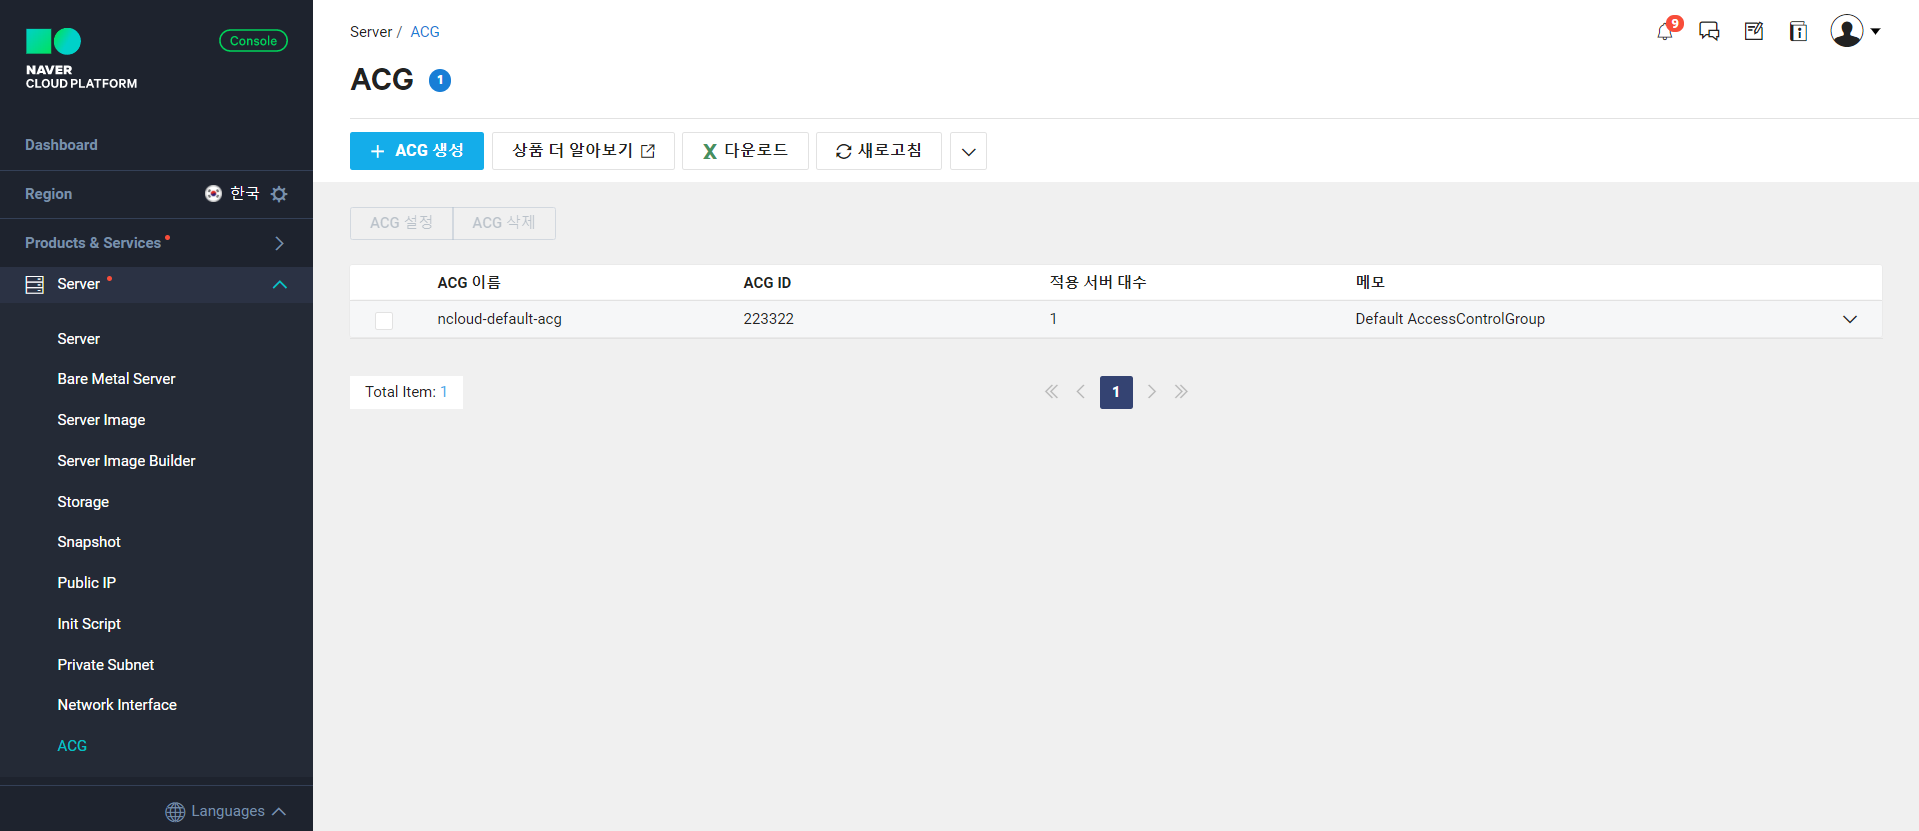 NAVER
CLOUD PLATFORM
Console
Dashboard
Region 한국
Products & Services
Server
Server
Bare Metal Server
Server Image
Server Image Builder
Storage
Snapshot
Public IP
Init Script
Private Subnet
Network Interface
ACG
Languages
Server / ACG
9
ACG 1
ACG 생성 상품 더 알아보기 다운로드 새로고침
ACG 설정 ACG 삭제
ACG 이름 ACG ID 적용 서버 대수 메모
ncloud-default-acg 223322 1 Default AccessControlGroup
Total Item: 1
1